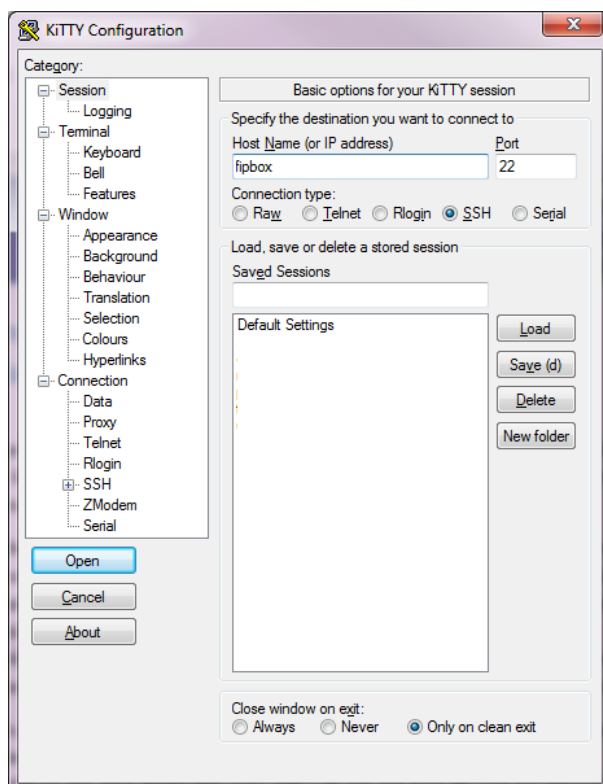 KiTTY Configuration
Category:
Session
Logging
Terminal
Keyboard
Bell
Features
Window
Appearance
Background
Behaviour
Translation
Selection
Colours
Hyperlinks
Connection
Data
Proxy
Telnet
Rlogin
SSH
ZModem
Serial
Open
Cancel
About
Basic options for your KiTTY session
Specify the destination you want to connect to
Host Name (or IP address) Port
fipbox 22
Connection type:
Raw Telnet Rlogin SSH Serial
Load, save or delete a stored session
Saved Sessions
Default Settings
Load
Save (d)
Delete
New folder
Close window on exit:
Always Never Only on clean exit